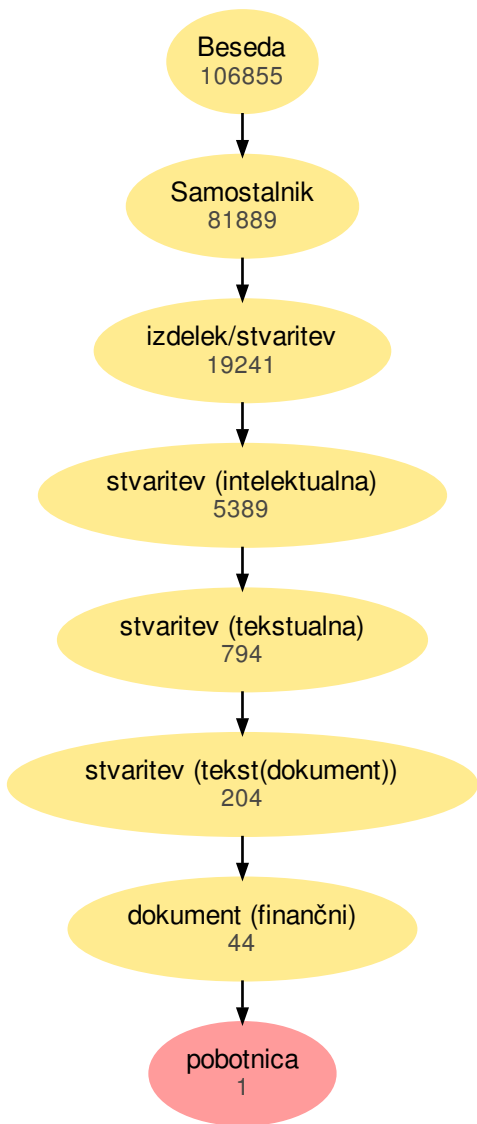 Beseda
106855
Samostalnik
81889
izdelek/stvaritev
19241
stvaritev (intelektualna)
5389
stvaritev (tekstualna)
794
stvaritev (tekst(dokument))
204
dokument (finančni)
44
pobotnica
1